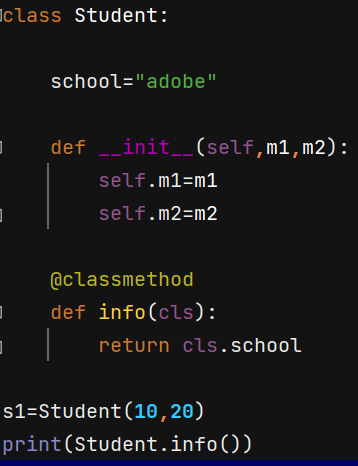 class Student:
    school="adobe"
    def __init__(self,m1,m2):
        self.m1=m1
        self.m2=m2
    @classmethod
    def info(cls):
        return cls.school
s1=Student(10,20)
print(Student.info())